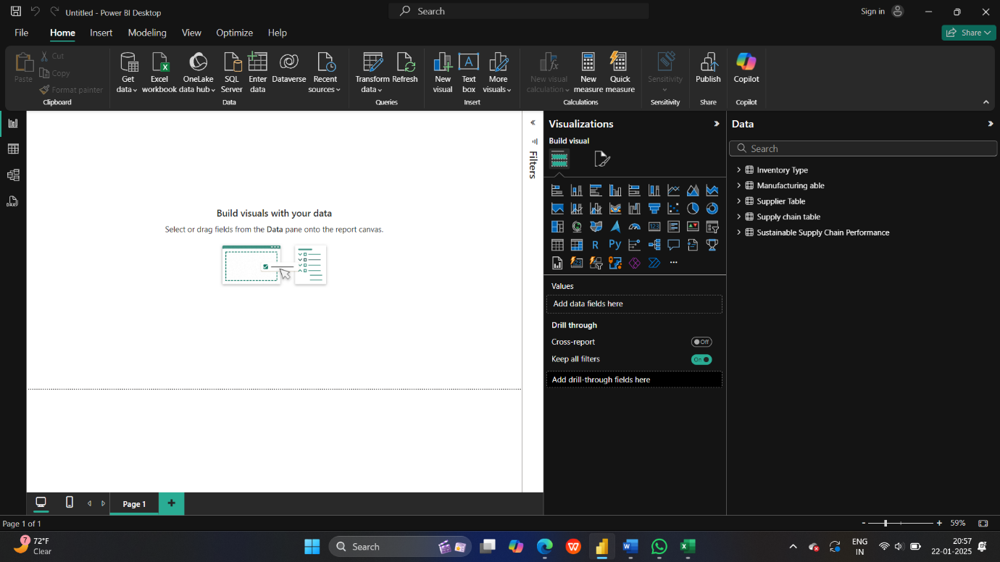 Untitled - Power BI Desktop
Search
Sign in
File Home Insert Modeling View Optimize Help
Share
Paste
Cut
Copy
Format painter
Clipboard
Get data
Excel workbook
OneLake data hub
SQL Server
Enter data
Dataverse
Recent sources
Data
Transform data
Refresh
Queries
New visual
Text box
More visuals
Insert
New visual calculation
New measure
Quick measure
Calculations
Sensitivity
Sensitivity
Publish
Share
Copilot
Copilot
Build visuals with your data
Select or drag fields from the Data pane onto the report canvas.
Filters
Visualizations
Build visual
R
Py
123
Values
Add data fields here
Drill through
Cross-report
Off
Keep all filters
On
Add drill-through fields here
Data
Search
Inventory Type
Manufacturing able
Supplier Table
Supply chain table
Sustainable Supply Chain Performance
DAX
Page 1
Page 1 of 1
- + 59%
7
72°F
Clear
Search
ENG
IN
20:57
22-01-2025